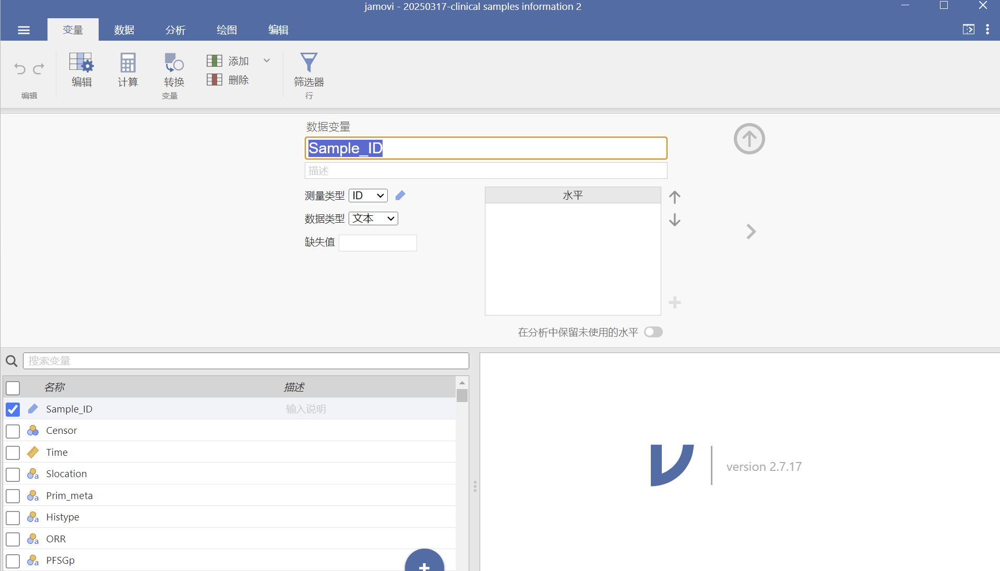 jamovi - 20250317-clinical samples information 2
变量 数据 分析 绘图 编辑
编辑 计算 转换 添加 删除 筛选器
编辑 变量 行
数据变量
Sample_ID
描述
测量类型 ID
数据类型 文本
缺失值
水平
在分析中保留未使用的水平
搜索变量
名称 描述
Sample_ID 输入说明
Censor
Time
Slocation
Prim_meta
Histype
ORR
PFSGp
version 2.7.17